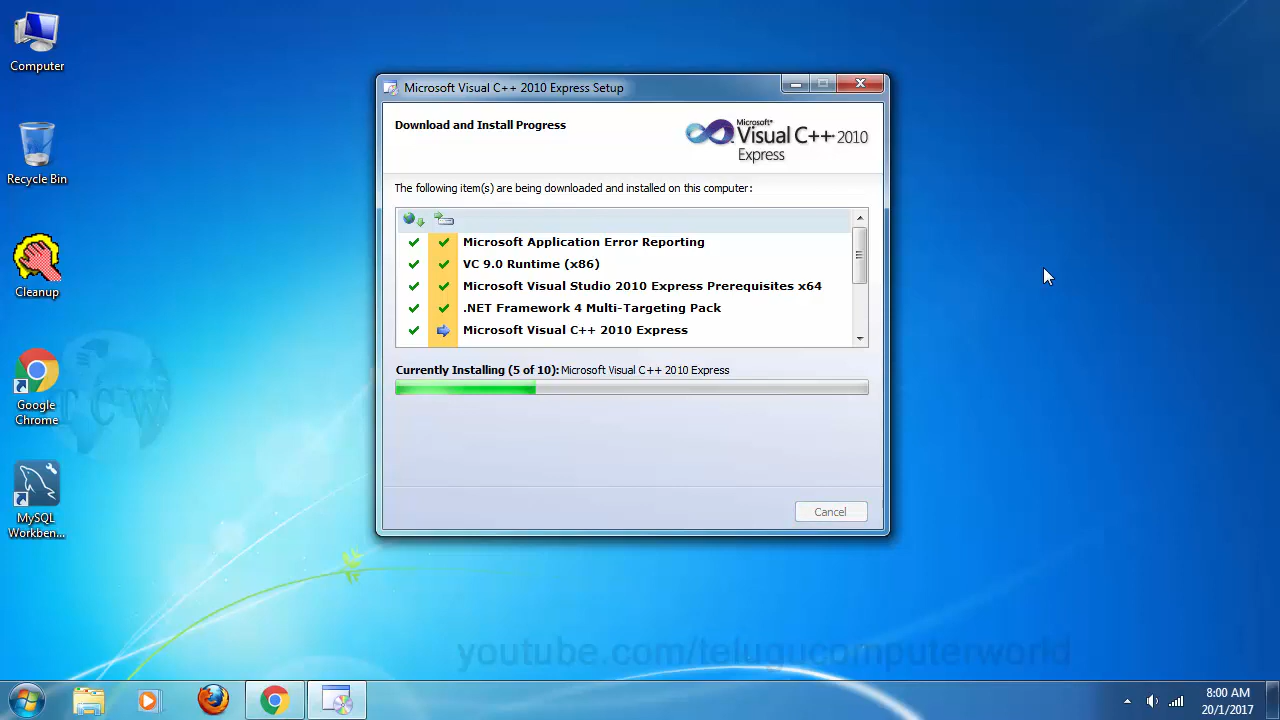 Computer
Recycle Bin
Cleanup
Google
Chrome
MySQL
Workben...
TCW
Microsoft Visual C++ 2010 Express Setup
Download and Install Progress
Microsoft®
Visual C++ 2010
Express
The following item(s) are being downloaded and installed on this computer:
Microsoft Application Error Reporting
VC 9.0 Runtime (x86)
Microsoft Visual Studio 2010 Express Prerequisites x64
.NET Framework 4 Multi-Targeting Pack
Microsoft Visual C++ 2010 Express
Currently Installing (5 of 10): Microsoft Visual C++ 2010 Express
Cancel
youtube.com/telugucomputerworld
8:00 AM
20/1/2017